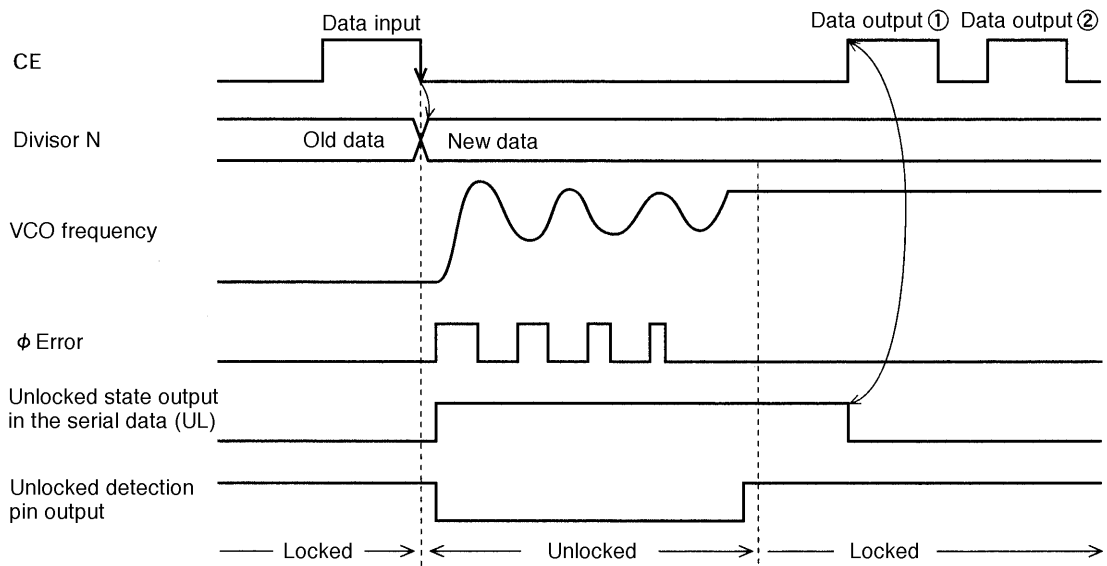 Data input
Data output ①
Data output ②
CE
Divisor N
Old data
New data
VCO frequency
ϕ Error
Unlocked state output
in the serial data (UL)
Unlocked detection
pin output
Locked
Unlocked
Locked